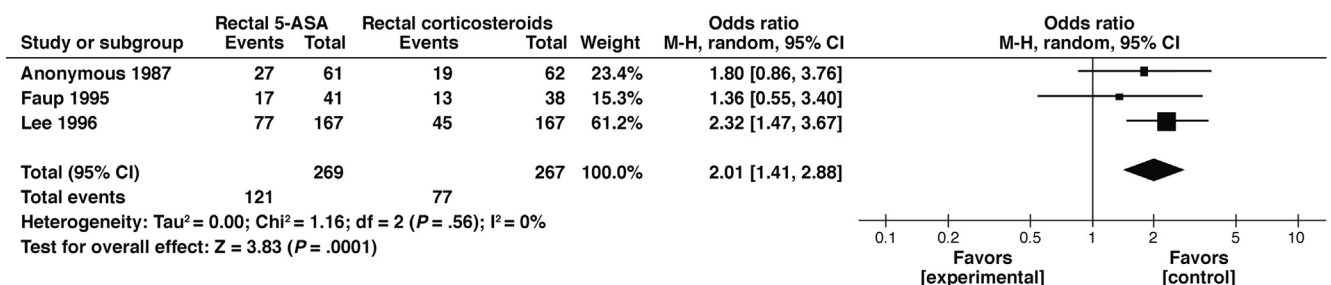 Rectal 5-ASA Rectal corticosteroids Odds ratio Odds ratio
Study or subgroup Events Total Events Total Weight M-H, random, 95% CI M-H, random, 95% CI
Anonymous 1987 27 61 19 62 23.4% 1.80 [0.86, 3.76]
Faup 1995 17 41 13 38 15.3% 1.36 [0.55, 3.40]
Lee 1996 77 167 45 167 61.2% 2.32 [1.47, 3.67]
Total (95% CI) 269 267 100.0% 2.01 [1.41, 2.88]
Total events 121 77
Heterogeneity: Tau² = 0.00; Chi² = 1.16; df = 2 (P = .56); I² = 0%
Test for overall effect: Z = 3.83 (P = .0001)
0.1 0.2 0.5 1 2 5 10
Favors Favors
[experimental] [control]